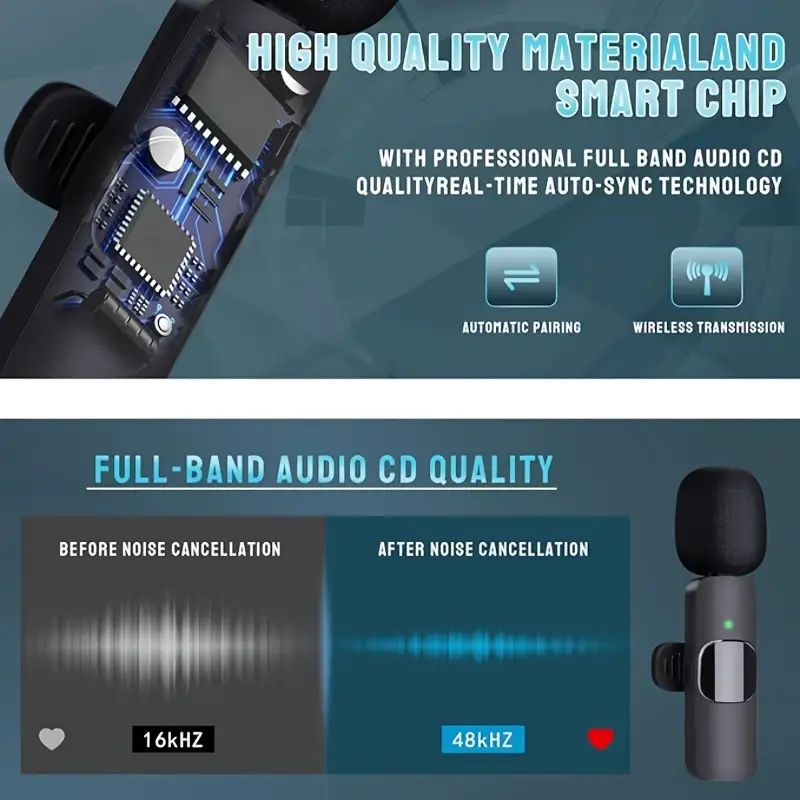 HIGH QUALITY MATERIALAND
SMART CHIP
WITH PROFESSIONAL FULL BAND AUDIO CD
QUALITYREAL-TIME AUTO-SYNC TECHNOLOGY
AUTOMATIC PAIRING
WIRELESS TRANSMISSION
FULL-BAND AUDIO CD QUALITY
BEFORE NOISE CANCELLATION
AFTER NOISE CANCELLATION
16kHZ
48kHZ